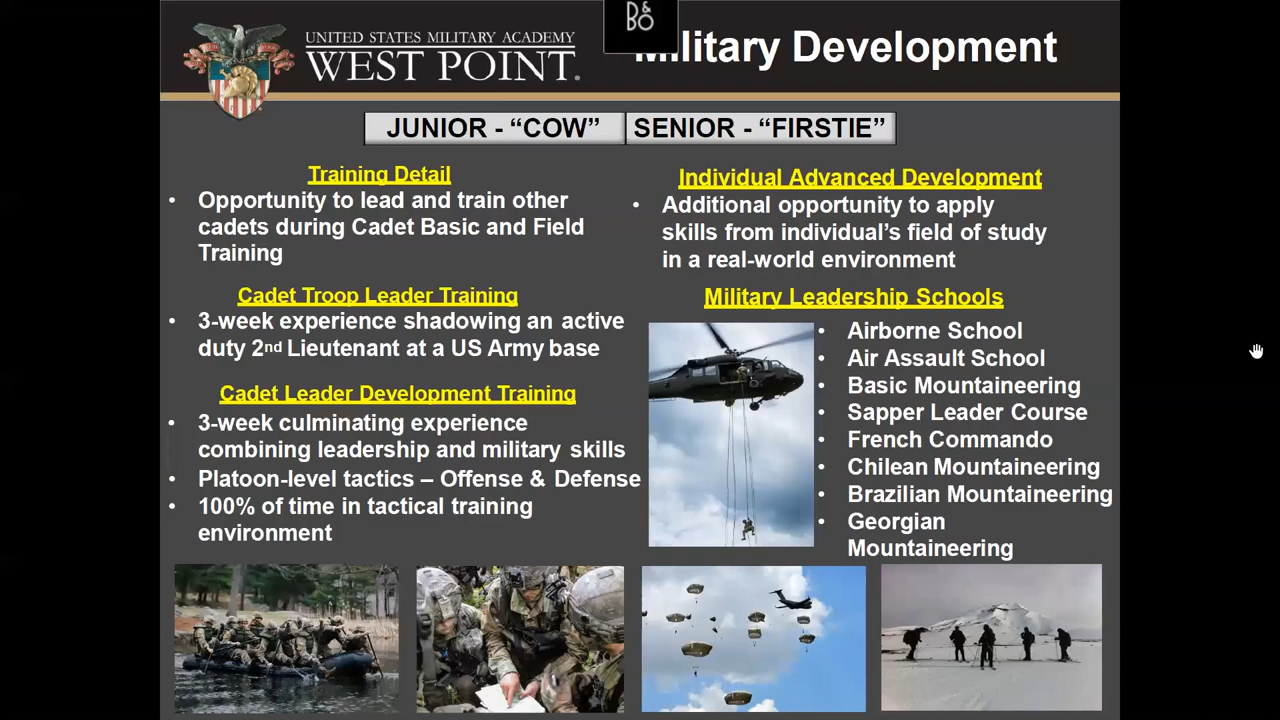 D&
BO
UNITED STATES MILITARY ACADEMY
WEST POINT.
Military Development
JUNIOR - “COW”
SENIOR - “FIRSTIE”
Training Detail
• Opportunity to lead and train other
cadets during Cadet Basic and Field
Training
Cadet Troop Leader Training
• 3-week experience shadowing an active
duty 2nd Lieutenant at a US Army base
Cadet Leader Development Training
• 3-week culminating experience
combining leadership and military skills
• Platoon-level tactics – Offense & Defense
• 100% of time in tactical training
environment
Individual Advanced Development
• Additional opportunity to apply
skills from individual’s field of study
in a real-world environment
Military Leadership Schools
• Airborne School
• Air Assault School
• Basic Mountaineering
• Sapper Leader Course
• French Commando
• Chilean Mountaineering
• Brazilian Mountaineering
• Georgian
Mountaineering